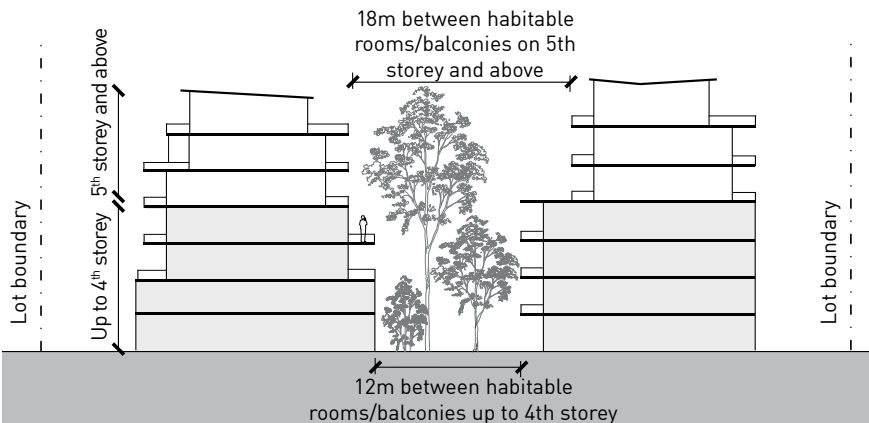 18m between habitable
rooms/balconies on 5th
storey and above
5th storey and above
Up to 4th storey
Lot boundary
Lot boundary
12m between habitable
rooms/balconies up to 4th storey